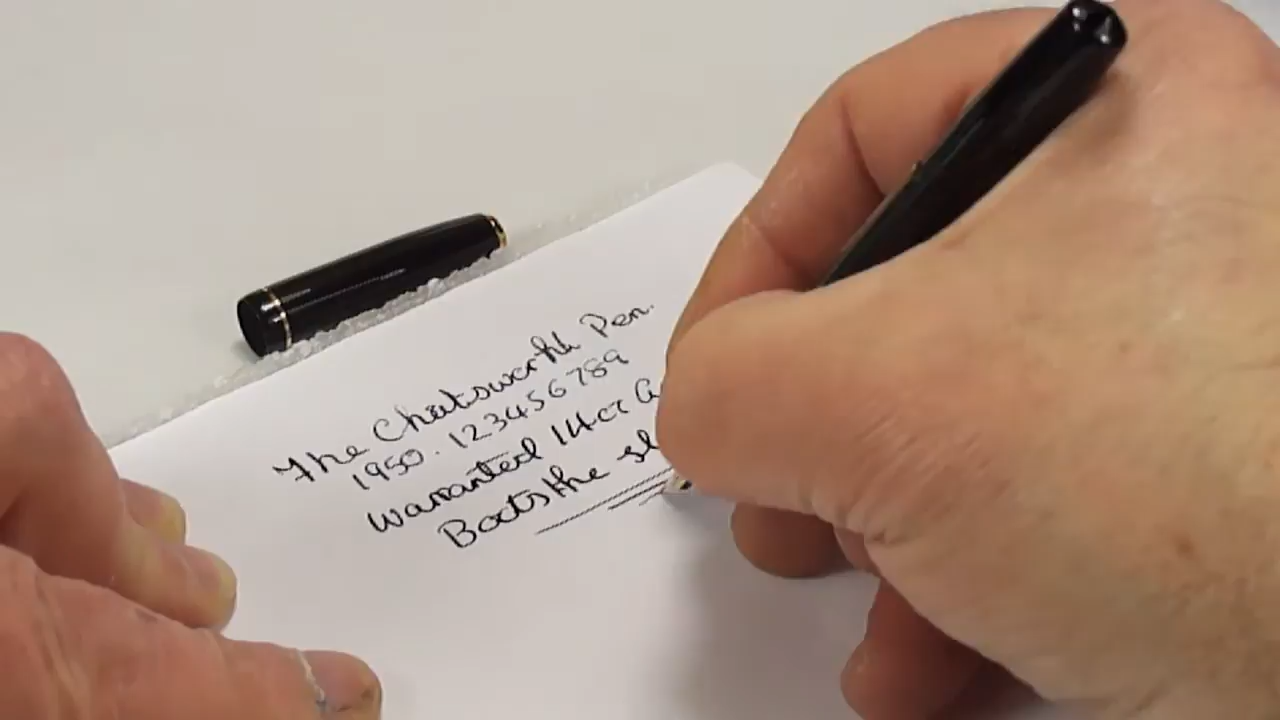 The Chatsworth Pen.
1950. 123456789
Warranted 14ct
Boots the